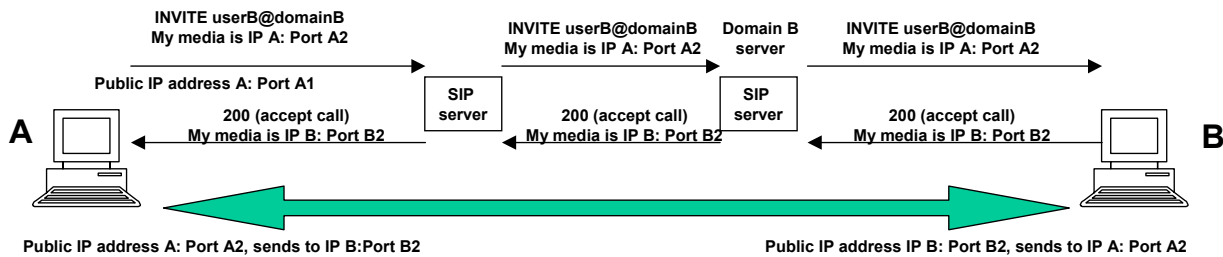 INVITE userB@domainB
My media is IP A: Port A2
INVITE userB@domainB
My media is IP A: Port A2
Domain B
server
INVITE userB@domainB
My media is IP A: Port A2
Public IP address A: Port A1
SIP
server
SIP
server
A
200 (accept call)
My media is IP B: Port B2
200 (accept call)
My media is IP B: Port B2
200 (accept call)
My media is IP B: Port B2
B
Public IP address A: Port A2, sends to IP B:Port B2
Public IP address IP B: Port B2, sends to IP A: Port A2